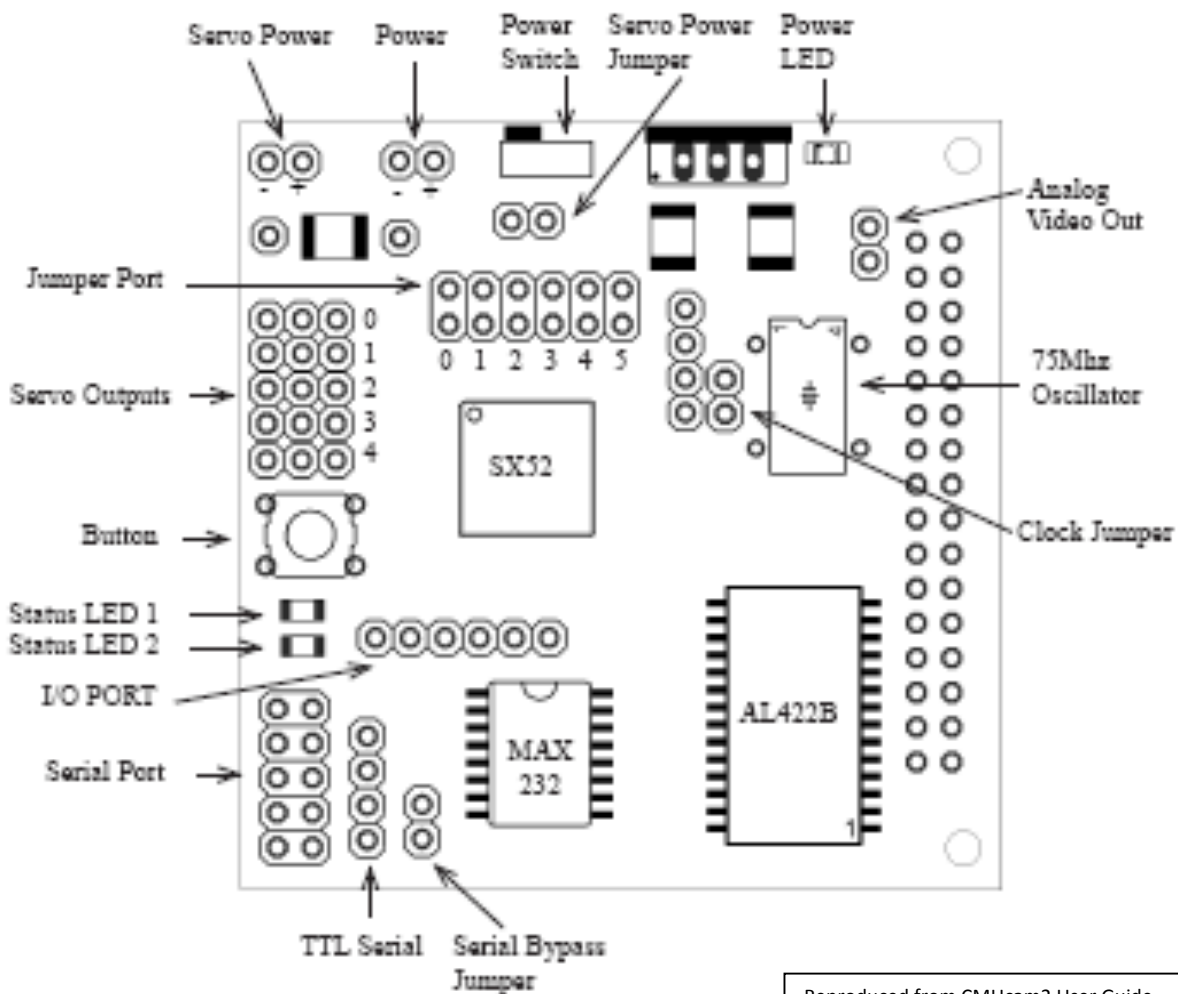 Servo Power
Power
Power
Switch
Servo Power
Jumper
Power
LED
- +
- +
Analog
Video Out
Jumper Port
0 1 2 3 4 5
0
1
2
3
4
Servo Outputs
75Mhz
Oscillator
SX52
Button
Clock Jumper
Status LED 1
Status LED 2
I/O PORT
Serial Port
MAX
232
AL422B
1
TTL Serial
Serial Bypass
Jumper